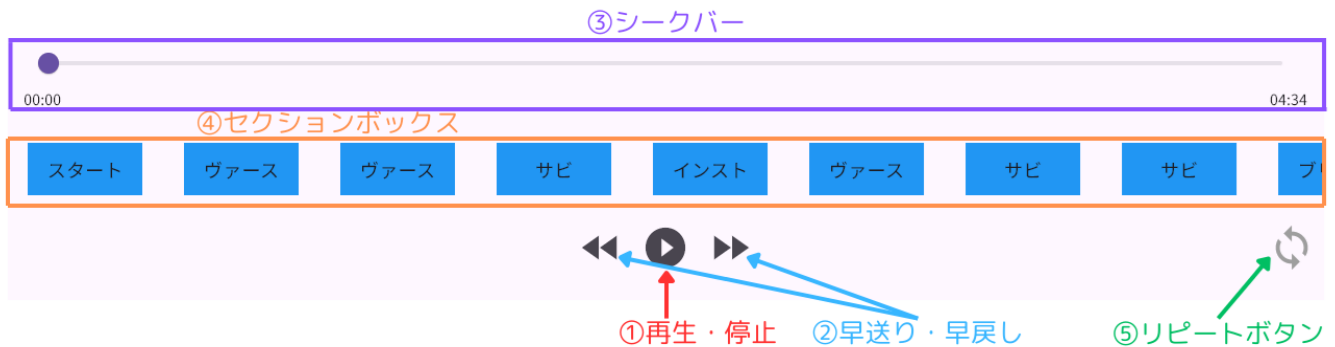 ③シークバー
00:00 04:34
④セクションボックス
スタート ヴァース ヴァース サビ インスト ヴァース サビ サビ
①再生・停止 ②早送り・早戻し ⑤リピートボタン